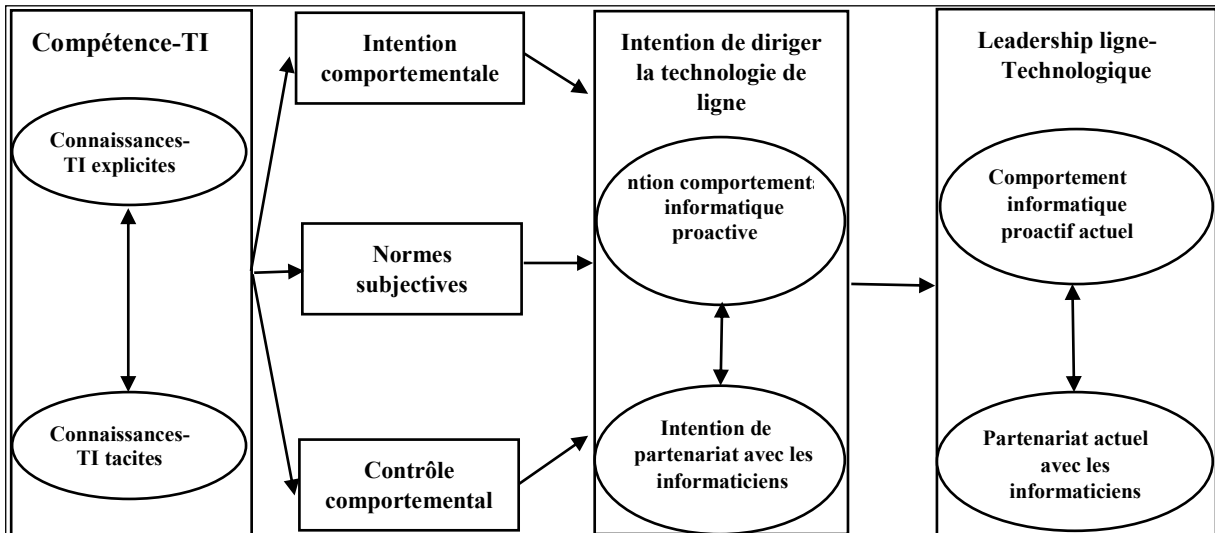 Compétence-TI
Connaissances-
TI explicites
Connaissances-
TI tacites
Intention
comportementale
Normes
subjectives
Contrôle
comportemental
Intention de diriger
la technologie de
ligne
ntion comportement
informatique
proactive
Intention de
partenariat avec les
informaticiens
Leadership ligne-
Technologique
Comportement
informatique
proactif actuel
Partenariat actuel
avec les
informaticiens